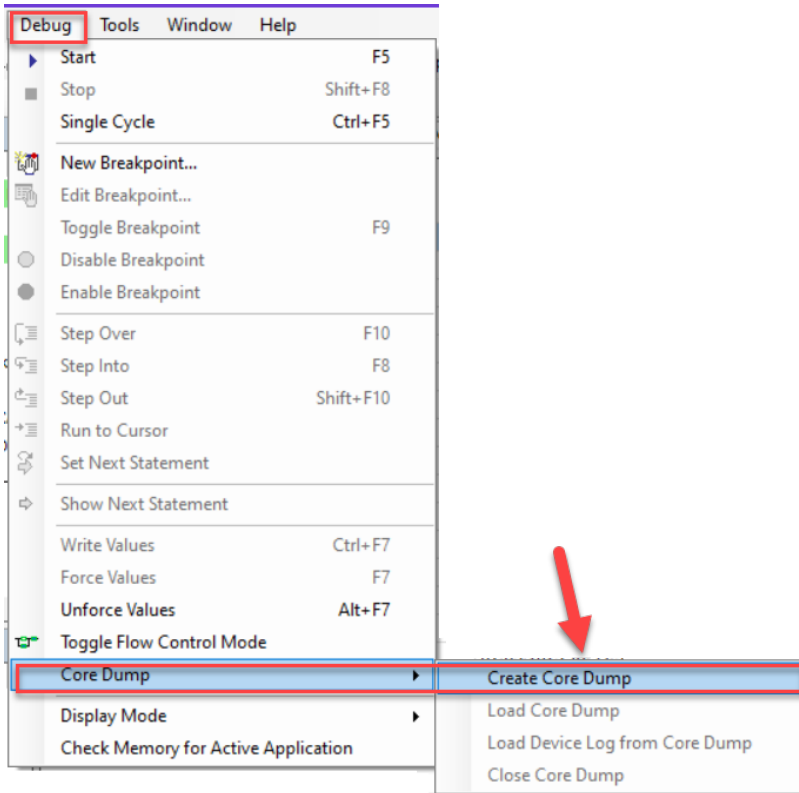 Debug Tools Window Help
Start F5
Stop Shift+F8
Single Cycle Ctrl+F5
New Breakpoint...
Edit Breakpoint...
Toggle Breakpoint F9
Disable Breakpoint
Enable Breakpoint
Step Over F10
Step Into F8
Step Out Shift+F10
Run to Cursor
Set Next Statement
Show Next Statement
Write Values Ctrl+F7
Force Values F7
Unforce Values Alt+F7
Toggle Flow Control Mode
Core Dump
Create Core Dump
Load Core Dump
Load Device Log from Core Dump
Close Core Dump
Display Mode
Check Memory for Active Application